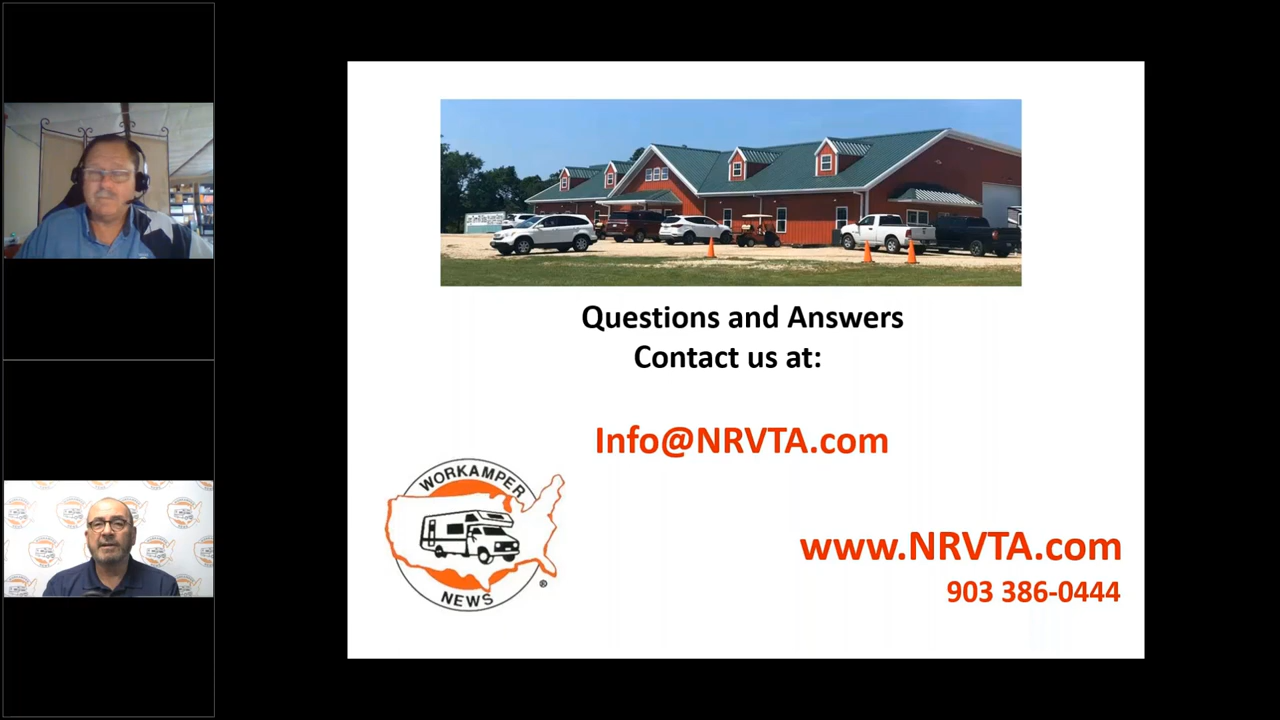 Questions and Answers
Contact us at:
Info@NRVTA.com
WORKAMPER
NEWS
®
www.NRVTA.com
903 386-0444